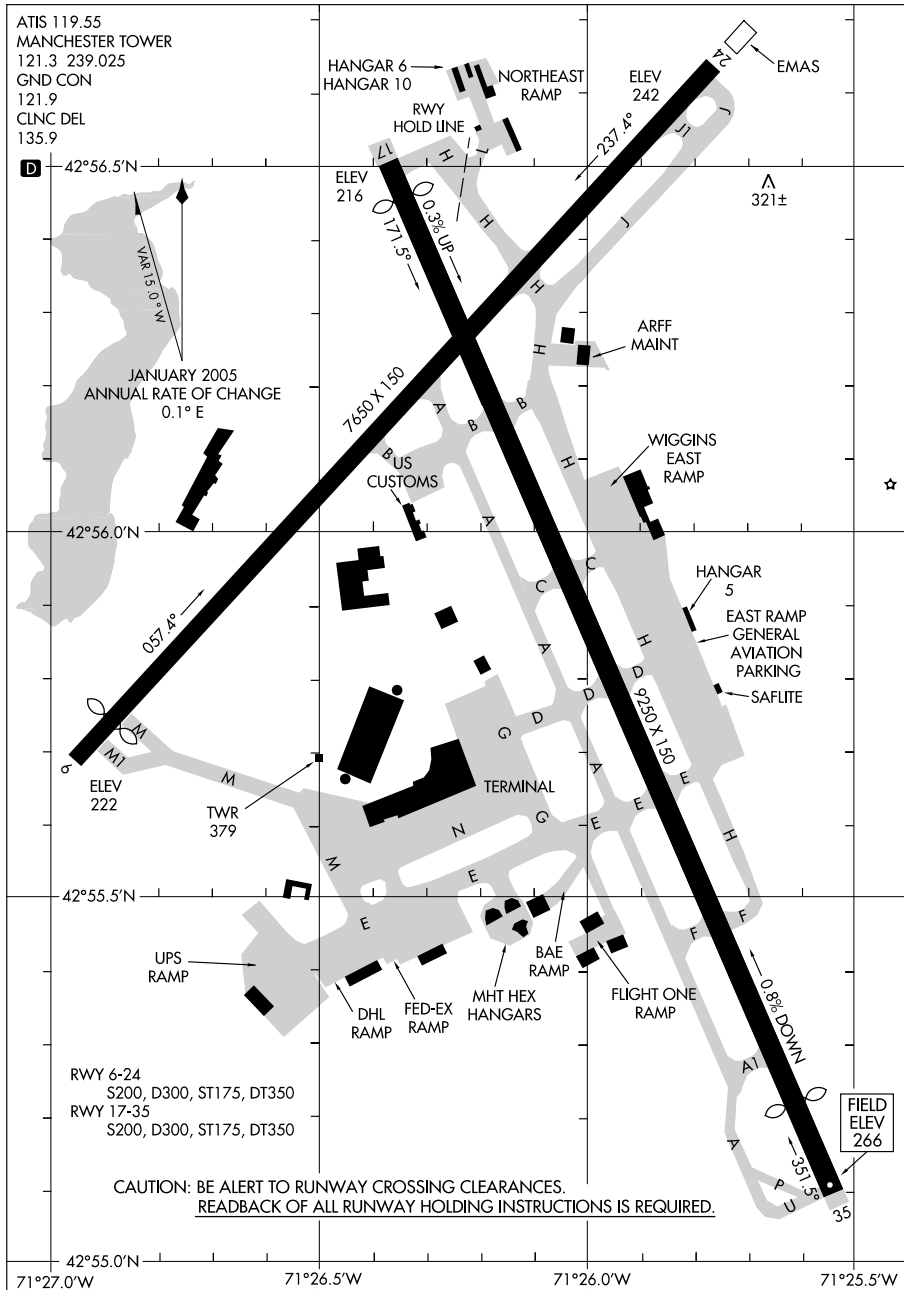 ATIS 119.55
MANCHESTER TOWER
121.3 239.025
GND CON
121.9
CLNC DEL
135.9
D
HANGAR 6
HANGAR 10
NORTHEAST
RAMP
ELEV
242
24
EMAS
RWY
HOLD LINE
237.4°
J1
J
42°56.5'N
17
H
L
ELEV
216
0.3% UP
171.5°
H
J
321±
VAR 15.0° W
H
JANUARY 2005
ANNUAL RATE OF CHANGE
0.1° E
H
ARFF
MAINT
7650 X 150
A
B
B
B
H
US
CUSTOMS
WIGGINS
EAST
RAMP
A
42°56.0'N
C
C
HANGAR
5
057.4°
EAST RAMP
GENERAL
AVIATION
PARKING
A
H
D
D
D
G
SAFLITE
9250 X 150
M
M1
6
ELEV
222
M
TWR
379
TERMINAL
A
E
E
E
G
N
H
M
E
42°55.5'N
E
F
F
UPS
RAMP
DHL
RAMP
FED-EX
RAMP
MHT HEX
HANGARS
BAE
RAMP
FLIGHT ONE
RAMP
0.8% DOWN
A1
RWY 6-24
S200, D300, ST175, DT350
RWY 17-35
S200, D300, ST175, DT350
FIELD
ELEV
266
A
351.5°
P
U
35
CAUTION: BE ALERT TO RUNWAY CROSSING CLEARANCES.
READBACK OF ALL RUNWAY HOLDING INSTRUCTIONS IS REQUIRED.
42°55.0'N
71°27.0'W
71°26.5'W
71°26.0'W
71°25.5'W